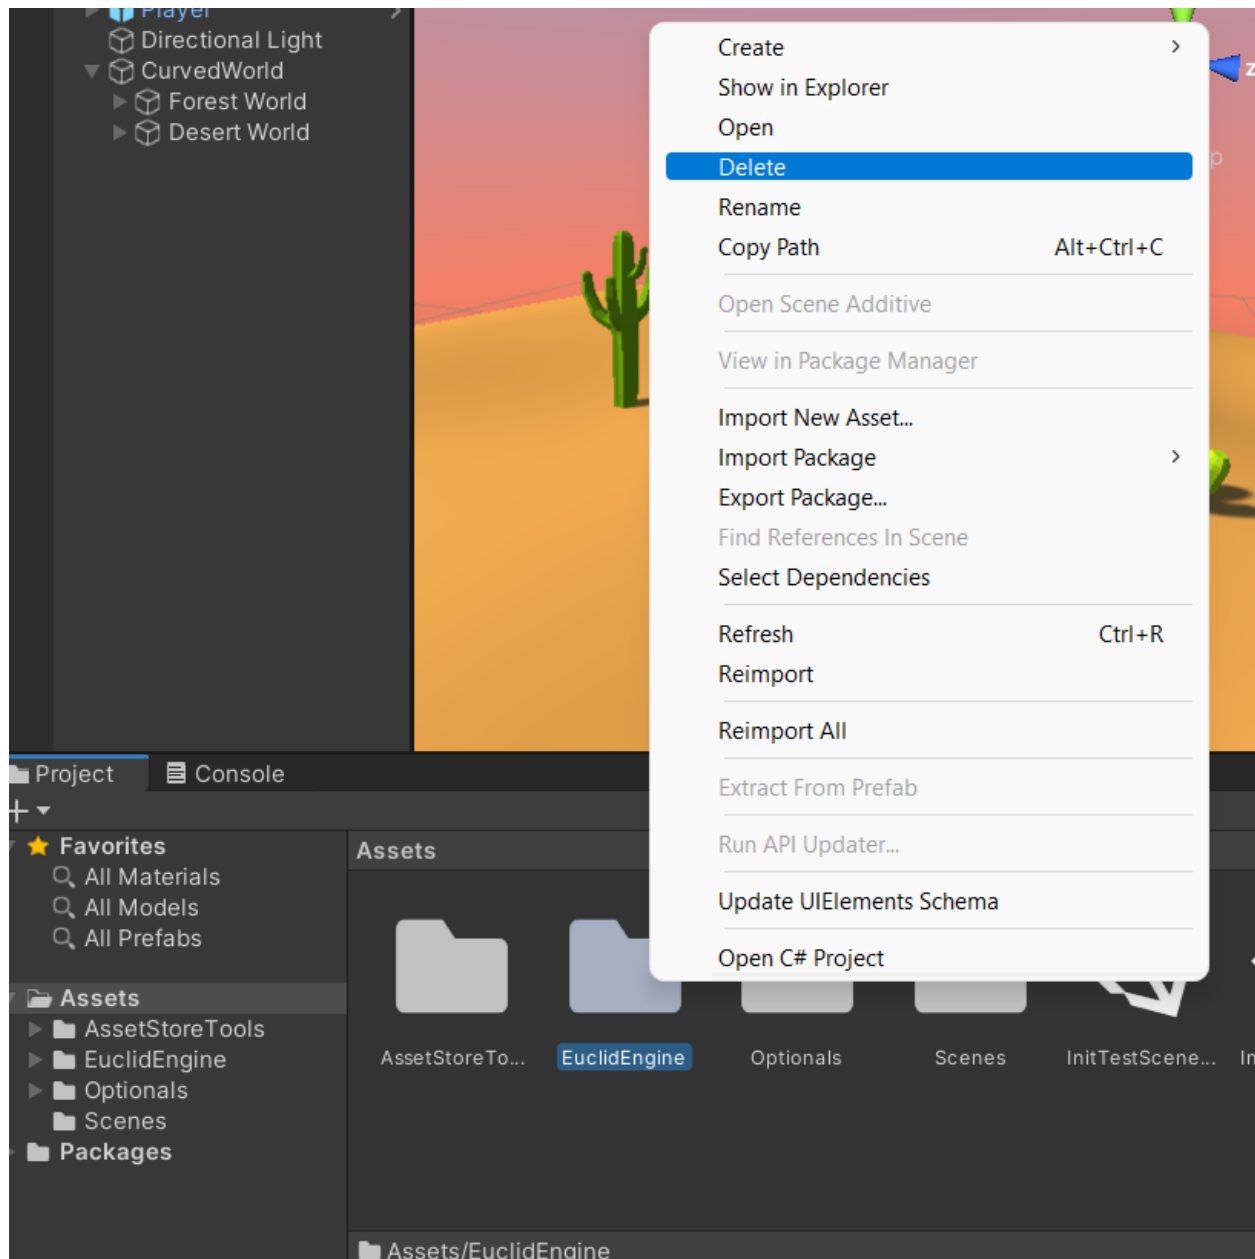 Player
Directional Light
CurvedWorld
Forest World
Desert World
z
p
Create
Show in Explorer
Open
Delete
Rename
Copy Path Alt+Ctrl+C
Open Scene Additive
View in Package Manager
Import New Asset...
Import Package
Export Package...
Find References In Scene
Select Dependencies
Refresh Ctrl+R
Reimport
Reimport All
Extract From Prefab
Run API Updater...
Update UIElements Schema
Open C# Project
Project Console
Favorites
All Materials
All Models
All Prefabs
Assets
AssetStoreTools
EuclidEngine
Optionals
Scenes
Packages
Assets
AssetStoreTo... EuclidEngine Optionals Scenes InitTestScene... In
Assets/EuclidEngine